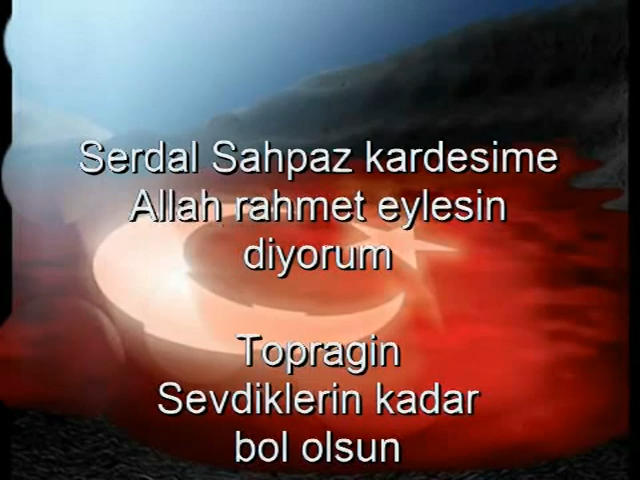 Serdal Sahpaz kardesime
Allah rahmet eylesin
diyorum
Topragin
Sevdiklerin kadar
bol olsun